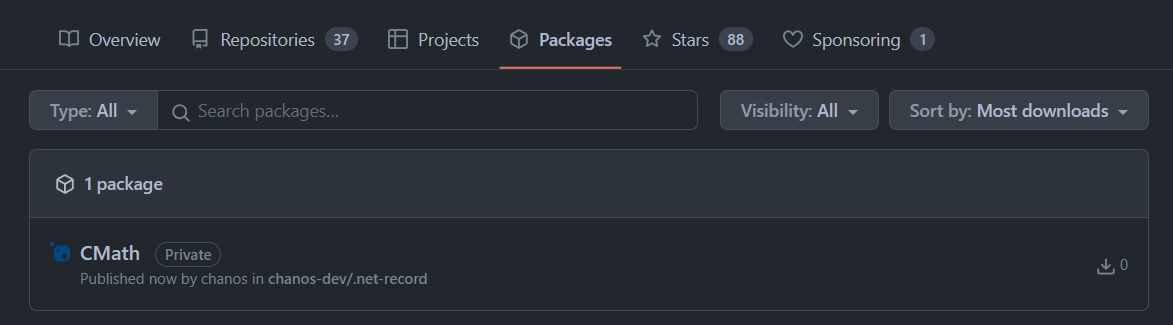 Overview Repositories 37 Projects Packages Stars 88 Sponsoring 1
Type: All Search packages... Visibility: All Sort by: Most downloads
1 package
CMath Private
Published now by chanos in chanos-dev/.net-record 0